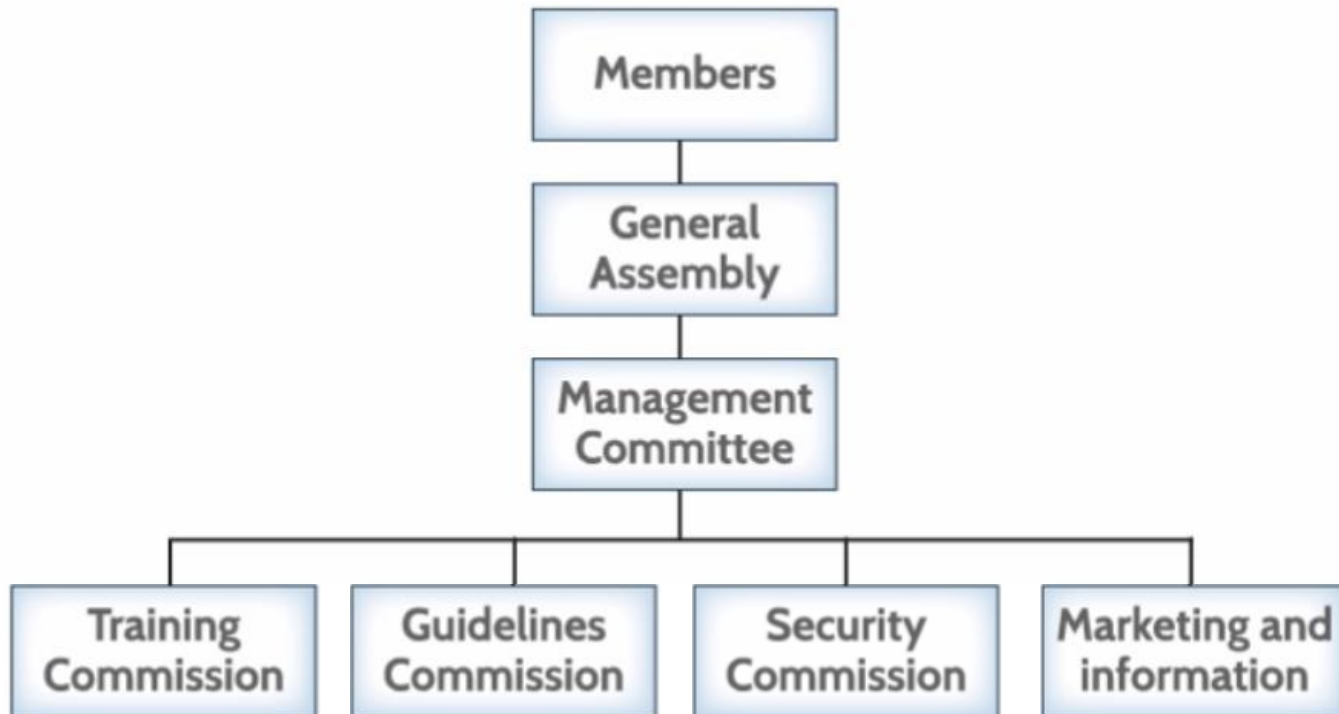 Members
General
Assembly
Management
Committee
Training
Commission
Guidelines
Commission
Security
Commission
Marketing and
information